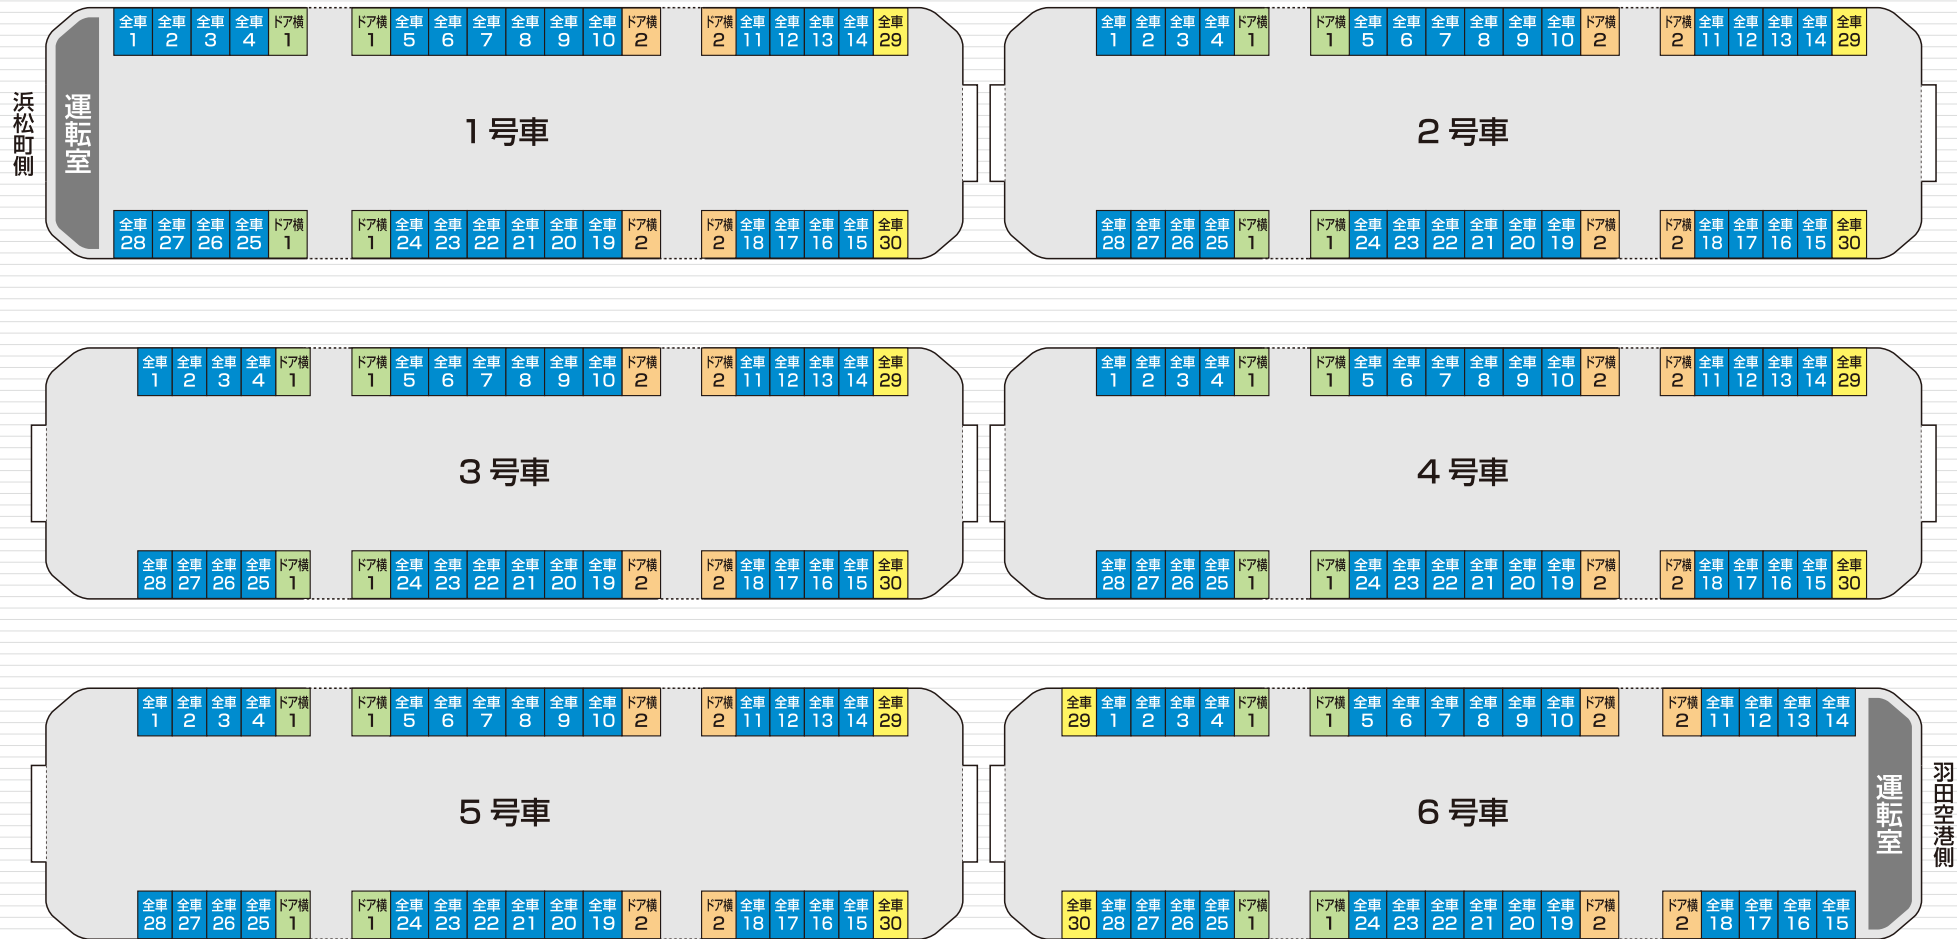 全車 1 全車 2 全車 3 全車 4 ドア横 1 ドア横 1 全車 5 全車 6 全車 7 全車 8 全車 9 全車 10 ドア横 2 ドア横 2 全車 11 全車 12 全車 13 全車 14 全車 29
浜松町側
運転室
1 号車
全車 28 全車 27 全車 26 全車 25 ドア横 1 ドア横 1 全車 24 全車 23 全車 22 全車 21 全車 20 全車 19 ドア横 2 ドア横 2 全車 18 全車 17 全車 16 全車 15 全車 30
全車 1 全車 2 全車 3 全車 4 ドア横 1 ドア横 1 全車 5 全車 6 全車 7 全車 8 全車 9 全車 10 ドア横 2 ドア横 2 全車 11 全車 12 全車 13 全車 14 全車 29
2 号車
全車 28 全車 27 全車 26 全車 25 ドア横 1 ドア横 1 全車 24 全車 23 全車 22 全車 21 全車 20 全車 19 ドア横 2 ドア横 2 全車 18 全車 17 全車 16 全車 15 全車 30
全車 1 全車 2 全車 3 全車 4 ドア横 1 ドア横 1 全車 5 全車 6 全車 7 全車 8 全車 9 全車 10 ドア横 2 ドア横 2 全車 11 全車 12 全車 13 全車 14 全車 29
3 号車
全車 28 全車 27 全車 26 全車 25 ドア横 1 ドア横 1 全車 24 全車 23 全車 22 全車 21 全車 20 全車 19 ドア横 2 ドア横 2 全車 18 全車 17 全車 16 全車 15 全車 30
全車 1 全車 2 全車 3 全車 4 ドア横 1 ドア横 1 全車 5 全車 6 全車 7 全車 8 全車 9 全車 10 ドア横 2 ドア横 2 全車 11 全車 12 全車 13 全車 14 全車 29
4 号車
全車 28 全車 27 全車 26 全車 25 ドア横 1 ドア横 1 全車 24 全車 23 全車 22 全車 21 全車 20 全車 19 ドア横 2 ドア横 2 全車 18 全車 17 全車 16 全車 15 全車 30
全車 1 全車 2 全車 3 全車 4 ドア横 1 ドア横 1 全車 5 全車 6 全車 7 全車 8 全車 9 全車 10 ドア横 2 ドア横 2 全車 11 全車 12 全車 13 全車 14 全車 29
5 号車
全車 28 全車 27 全車 26 全車 25 ドア横 1 ドア横 1 全車 24 全車 23 全車 22 全車 21 全車 20 全車 19 ドア横 2 ドア横 2 全車 18 全車 17 全車 16 全車 15 全車 30
全車 29 全車 1 全車 2 全車 3 全車 4 ドア横 1 ドア横 1 全車 5 全車 6 全車 7 全車 8 全車 9 全車 10 ドア横 2 ドア横 2 全車 11 全車 12 全車 13 全車 14
6 号車
運転室
羽田空港側
全車 30 全車 28 全車 27 全車 26 全車 25 ドア横 1 ドア横 1 全車 24 全車 23 全車 22 全車 21 全車 20 全車 19 ドア横 2 ドア横 2 全車 18 全車 17 全車 16 全車 15